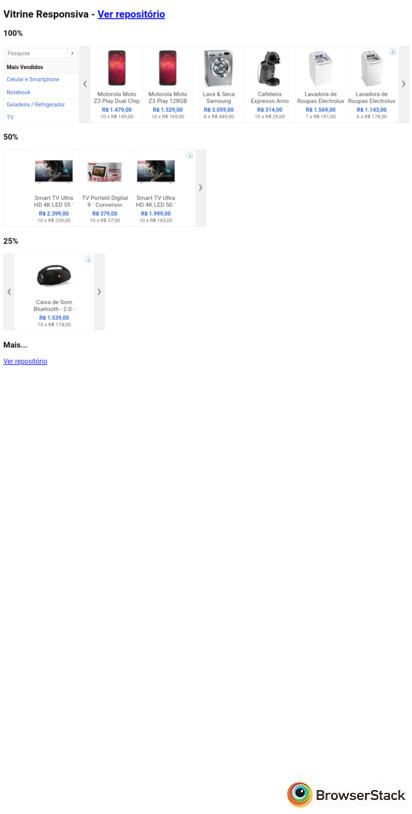 Vitrine Responsiva - Ver repositório
100%
Pesquise
Mais Vendidos
Celular e Smartphone
Notebook
Geladeira / Refrigerador
TV
Motorola Moto
Z3 Play Dual Chip
R$ 1.479,00
10 x R$ 149,00
Motorola Moto
Z3 Play 128GB
R$ 1.529,00
10 x R$ 169,00
Lava & Seca
Samsung
R$ 3.059,00
6 x R$ 449,00
Cafeteira
Expresso Arno
R$ 314,00
10 x R$ 29,00
Lavadora de
Roupas Electrolux
R$ 1.569,00
7 x R$ 191,00
Lavadora de
Roupas Electrolux
R$ 1.143,00
6 x R$ 178,00
50%
Smart TV Ultra
HD 4K LED 55 ¨
R$ 2.399,00
10 x R$ 239,00
TV Portatil Digital
9 ¨ Conversor
R$ 379,00
10 x R$ 37,00
Smart TV Ultra
HD 4K LED 50 ¨
R$ 1.999,00
10 x R$ 185,00
25%
Caixa de Som
Bluetooth - 2.0 -
R$ 1.539,00
10 x R$ 174,00
Mais...
Ver repositório
BrowserStack